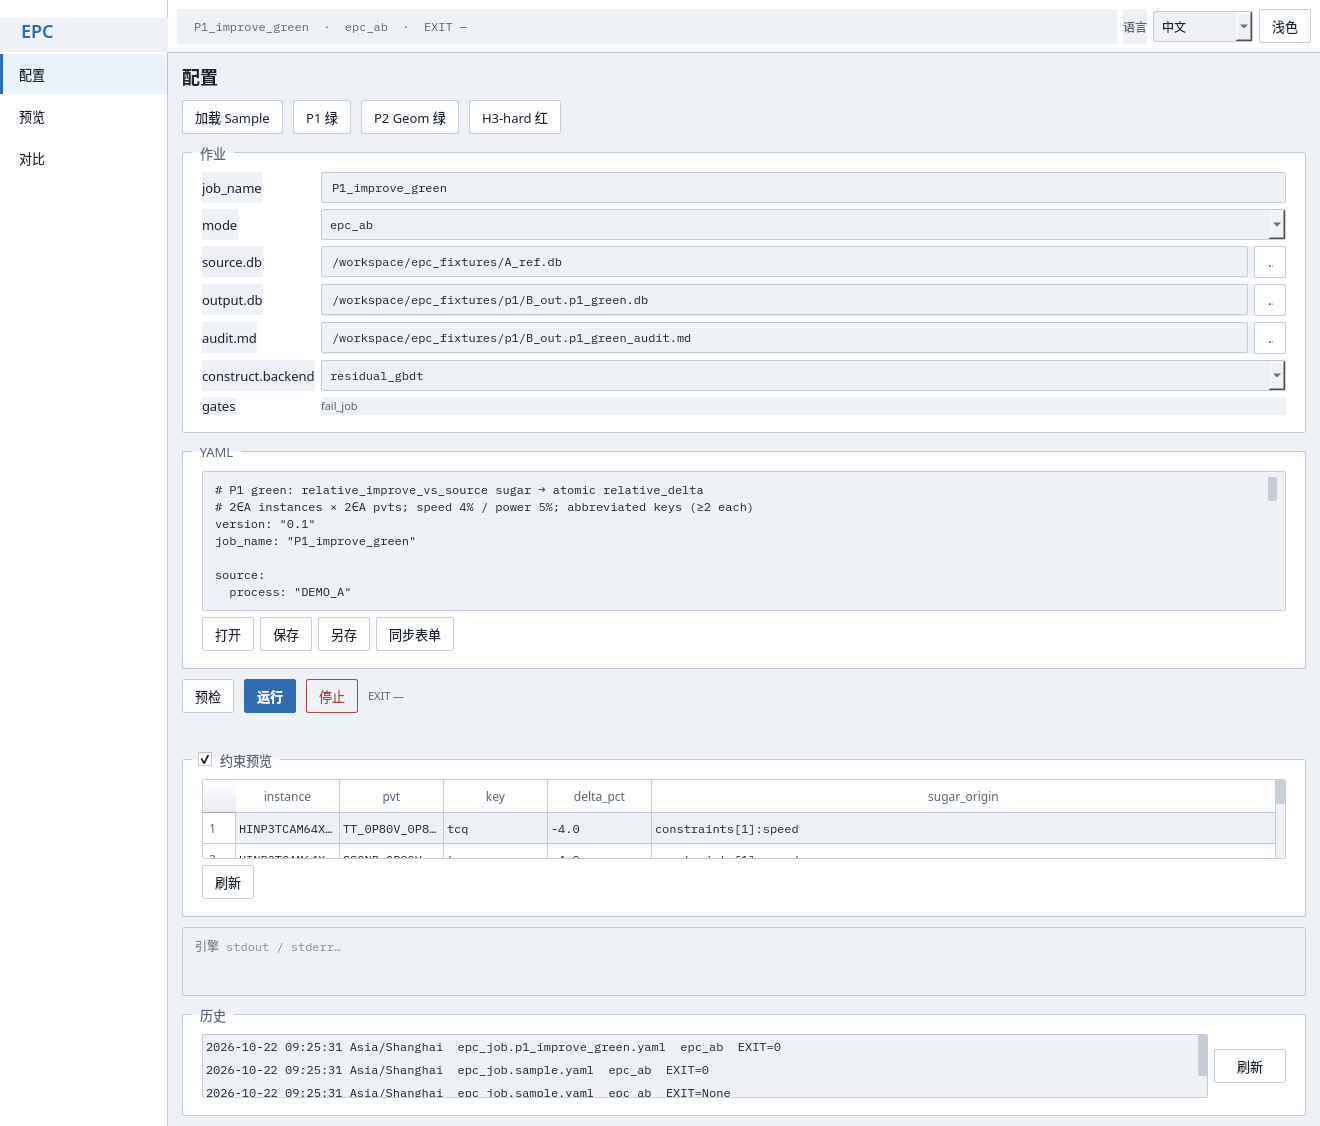 EPC
P1_improve_green · epc_ab · EXIT —
语言
中文
浅色
配置
预览
对比
配置
加载 Sample
P1 绿
P2 Geom 绿
H3-hard 红
作业
job_name P1_improve_green
mode epc_ab
source.db /workspace/epc_fixtures/A_ref.db ..
output.db /workspace/epc_fixtures/p1/B_out.p1_green.db ..
audit.md /workspace/epc_fixtures/p1/B_out.p1_green_audit.md ..
construct.backend residual_gbdt
gates fail_job
YAML
# P1 green: relative_improve_vs_source sugar → atomic relative_delta
# 2∈A instances × 2∈A pvts; speed 4% / power 5%; abbreviated keys (≥2 each)
version: "0.1"
job_name: "P1_improve_green"
source:
process: "DEMO_A"
打开 保存 另存 同步表单
预检 运行 停止 EXIT —
约束预览
instance pvt key delta_pct sugar_origin
1 HINP3TCAM64X… TT_0P80V_0P8… tcq -4.0 constraints[1]:speed
刷新
引擎 stdout / stderr…
历史
2026-10-22 09:25:31 Asia/Shanghai epc_job.p1_improve_green.yaml epc_ab EXIT=0
2026-10-22 09:25:31 Asia/Shanghai epc_job.sample.yaml epc_ab EXIT=0
2026-10-22 09:25:31 Asia/Shanghai epc_job.sample.yaml epc_ab EXIT=None
刷新